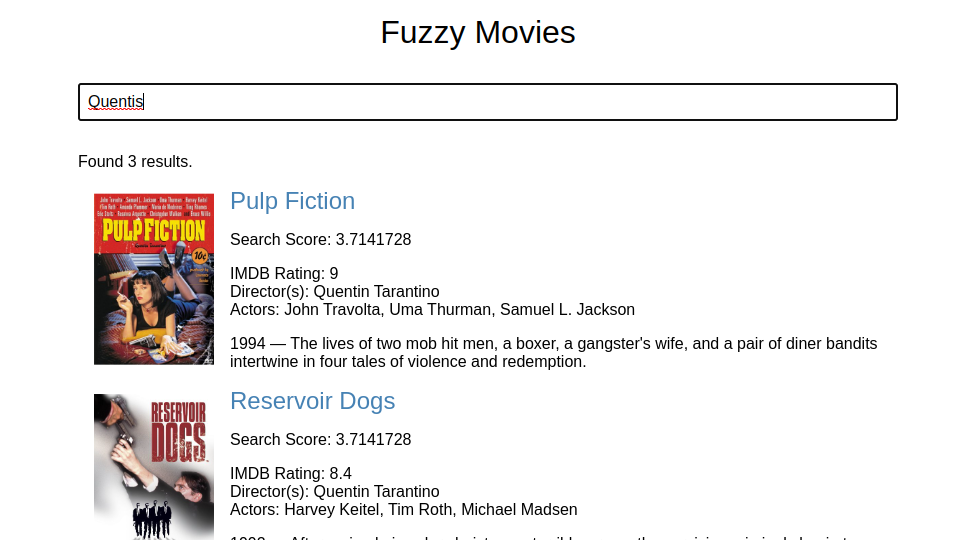 Fuzzy Movies
Quentis
Found 3 results.
Pulp Fiction
Search Score: 3.7141728
IMDB Rating: 9
Director(s): Quentin Tarantino
Actors: John Travolta, Uma Thurman, Samuel L. Jackson
1994 — The lives of two mob hit men, a boxer, a gangster's wife, and a pair of diner bandits
intertwine in four tales of violence and redemption.
PULP FICTION
10¢
Reservoir Dogs
Search Score: 3.7141728
IMDB Rating: 8.4
Director(s): Quentin Tarantino
Actors: Harvey Keitel, Tim Roth, Michael Madsen
RESERVOIR
DOGS